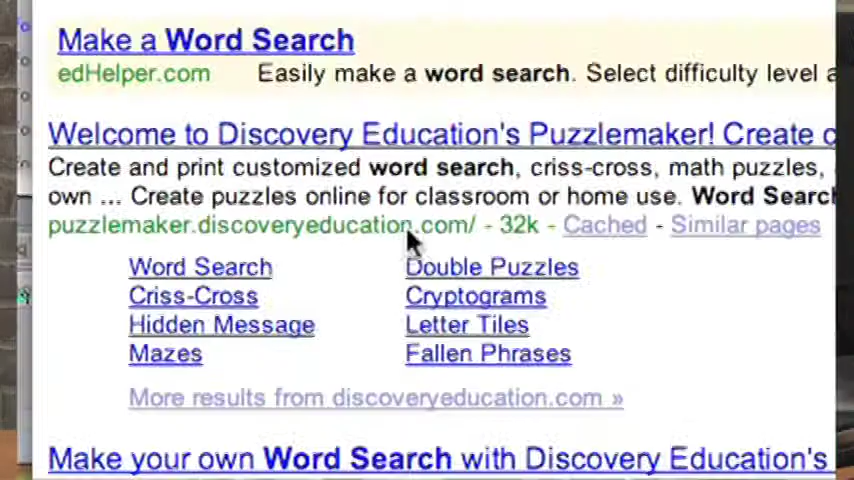 Make a Word Search
edHelper.com Easily make a word search. Select difficulty level a
Welcome to Discovery Education's Puzzlemaker! Create
Create and print customized word search, criss-cross, math puzzles,
own ... Create puzzles online for classroom or home use. Word Search
puzzlemaker.discoveryeducation.com/ - 32k - Cached - Similar pages
Word Search Double Puzzles
Criss-Cross Cryptograms
Hidden Message Letter Tiles
Mazes Fallen Phrases
More results from discoveryeducation.com »
Make your own Word Search with Discovery Education's